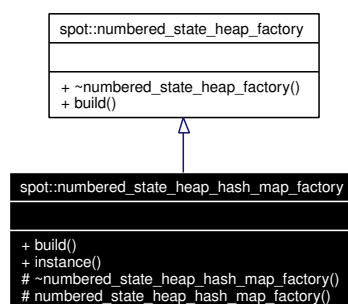 spot::numbered_state_heap_factory
+ ~numbered_state_heap_factory()
+ build()
spot::numbered_state_heap_hash_map_factory
+ build()
+ instance()
# ~numbered_state_heap_hash_map_factory()
# numbered_state_heap_hash_map_factory()